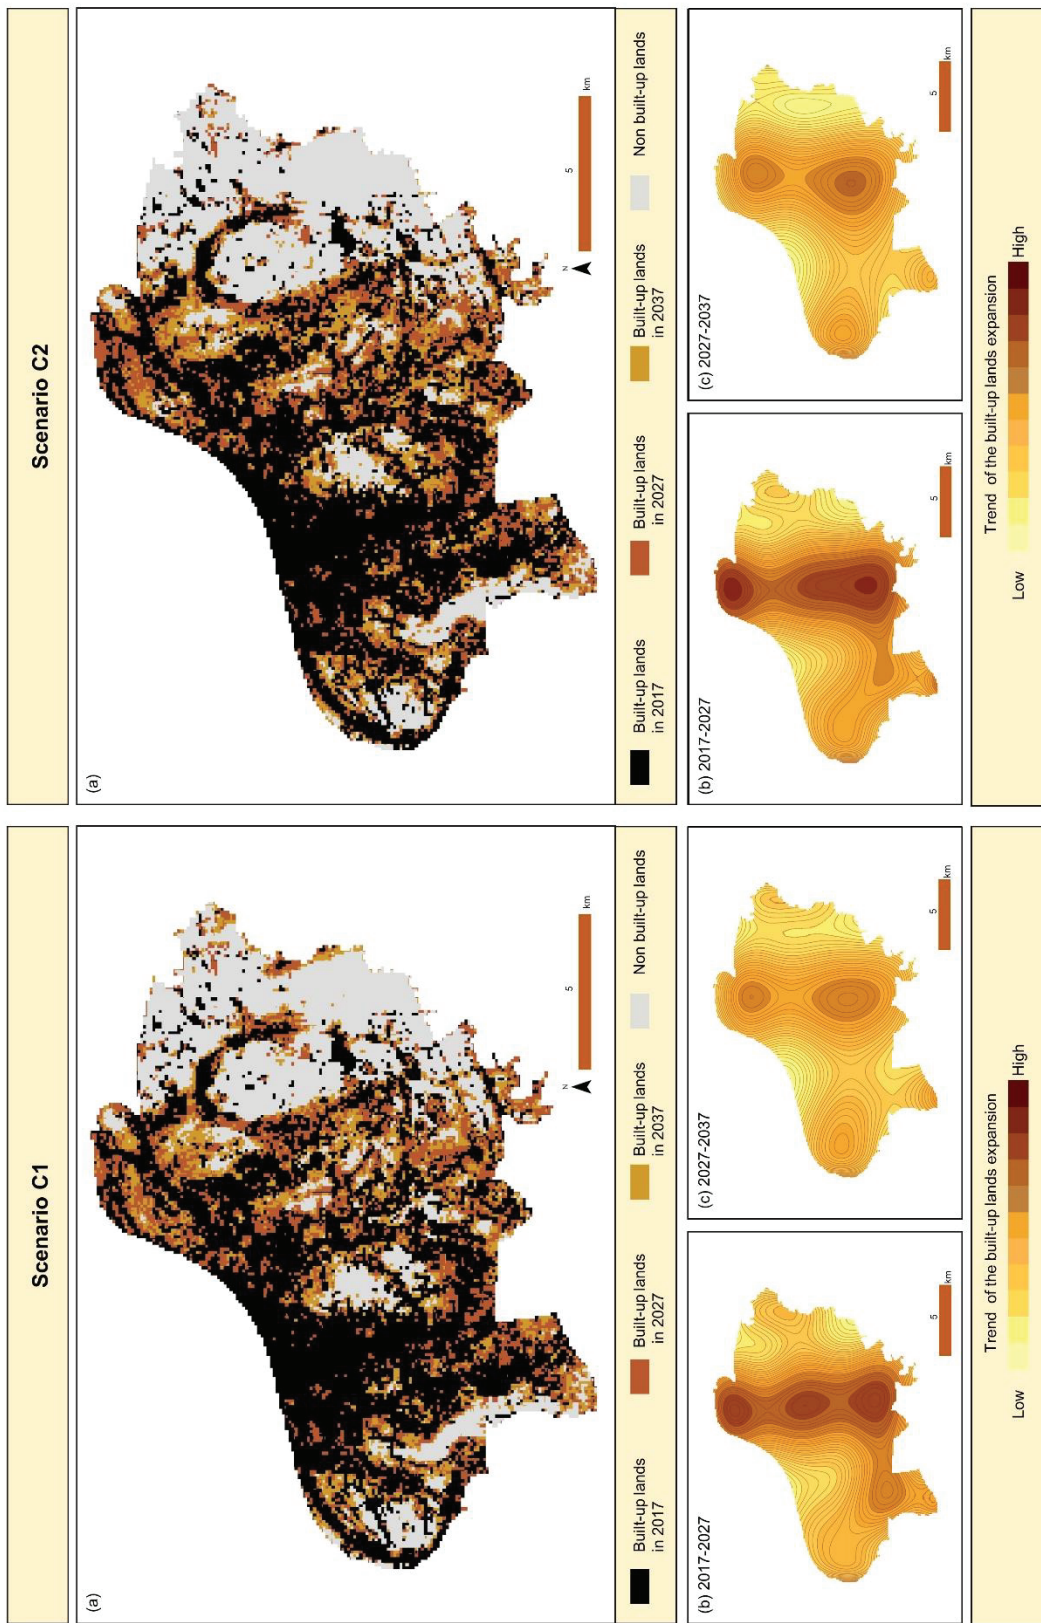 Scenario C1
(a)
N
5
km
Built-up lands
in 2017
Built-up lands
in 2027
Built-up lands
in 2037
Non built-up lands
(b) 2017-2027
5
km
(c) 2027-2037
5
km
Trend of the built-up lands expansion
Low
High
Scenario C2
(a)
N
5
km
Built-up lands
in 2017
Built-up lands
in 2027
Built-up lands
in 2037
Non built-up lands
(b) 2017-2027
5
km
(c) 2027-2037
5
km
Trend of the built-up lands expansion
Low
High